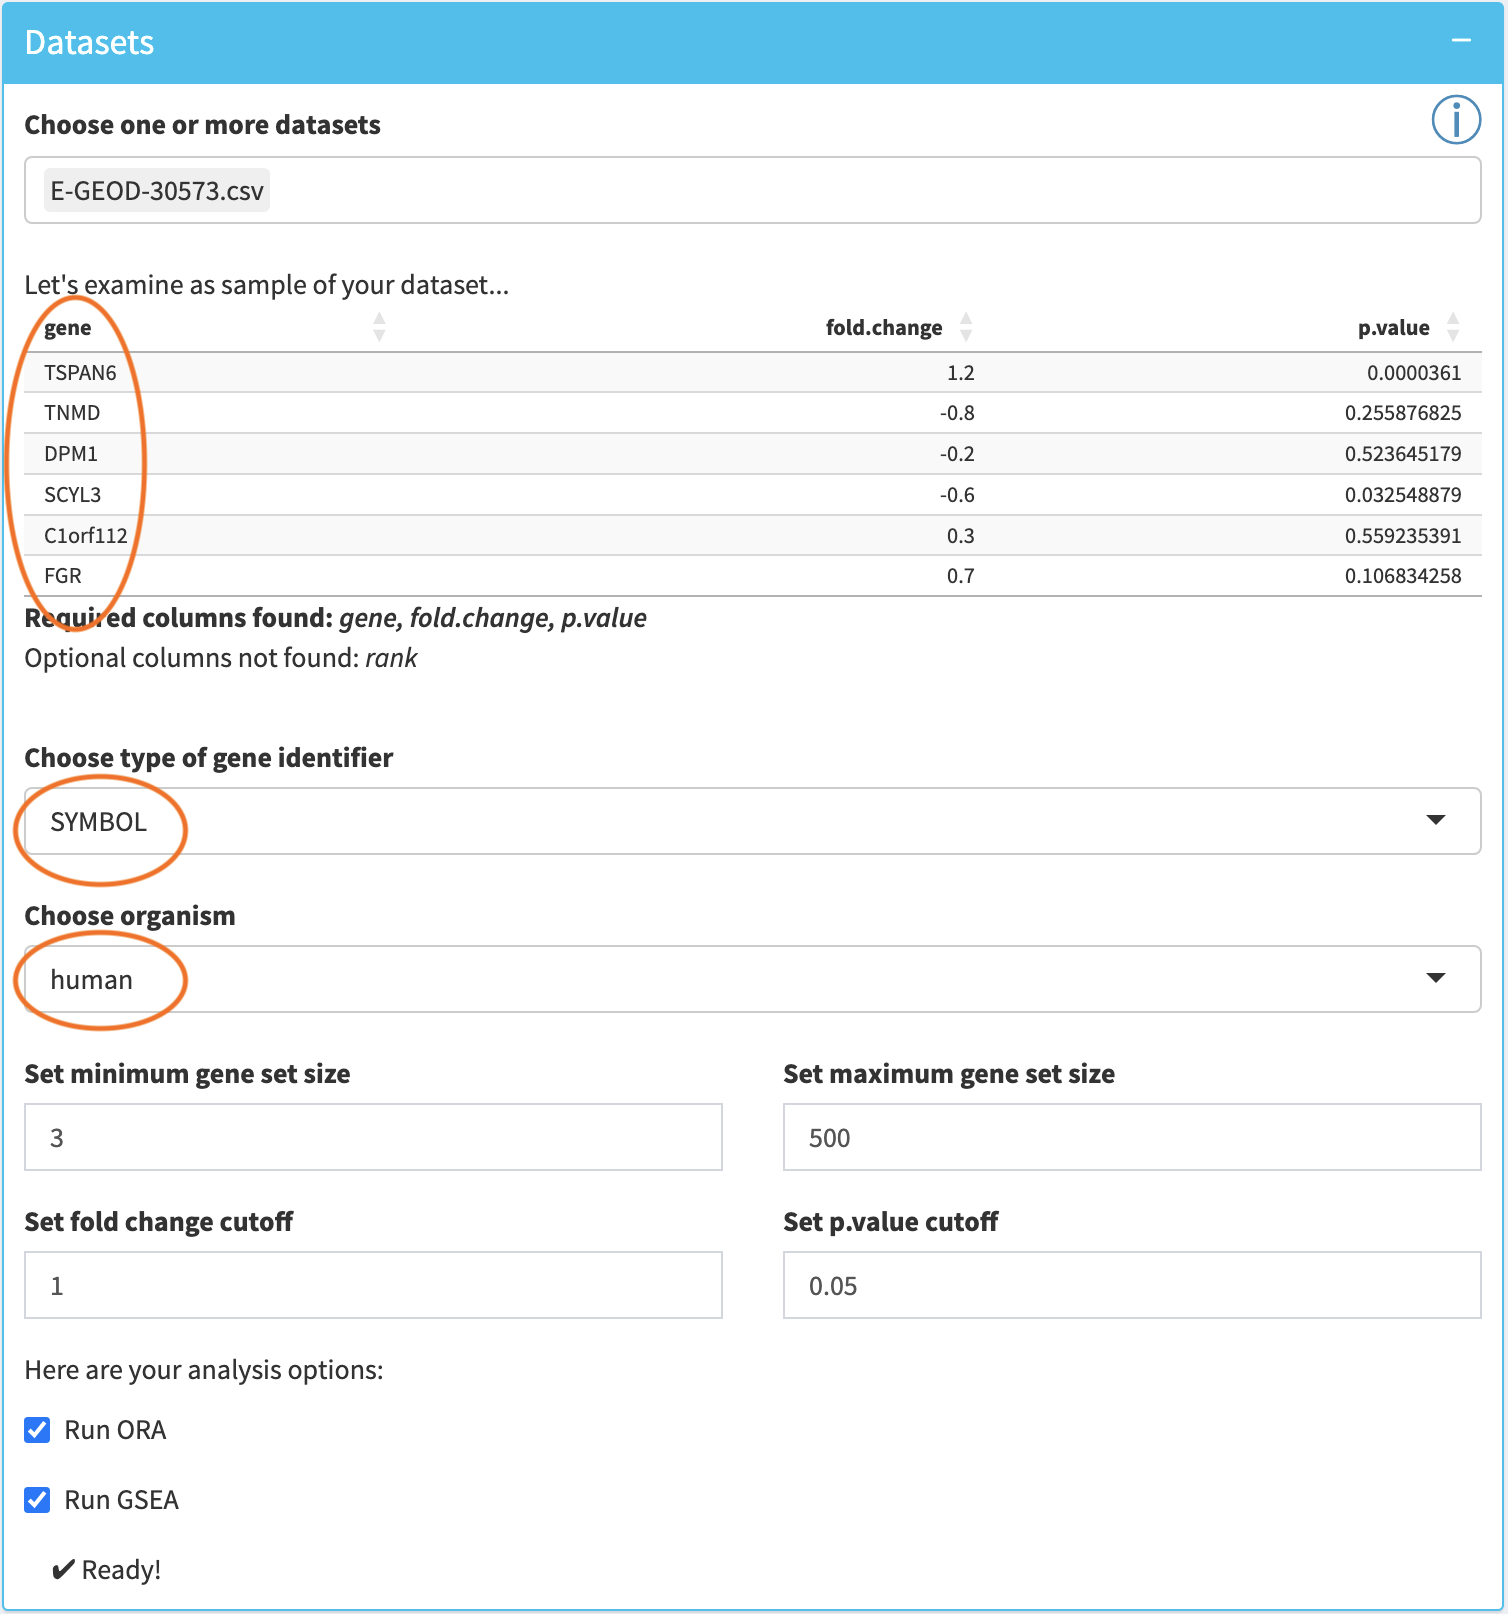 Datasets
Choose one or more datasets
E-GEOD-30573.csv
Let's examine as sample of your dataset...
gene fold.change p.value
TSPAN6 1.2 0.0000361
TNMD -0.8 0.255876825
DPM1 -0.2 0.523645179
SCYL3 -0.6 0.032548879
C1orf112 0.3 0.559235391
FGR 0.7 0.106834258
Required columns found: gene, fold.change, p.value
Optional columns not found: rank
Choose type of gene identifier
SYMBOL
Choose organism
human
Set minimum gene set size Set maximum gene set size
3 500
Set fold change cutoff Set p.value cutoff
1 0.05
Here are your analysis options:
Run ORA
Run GSEA
✔ Ready!